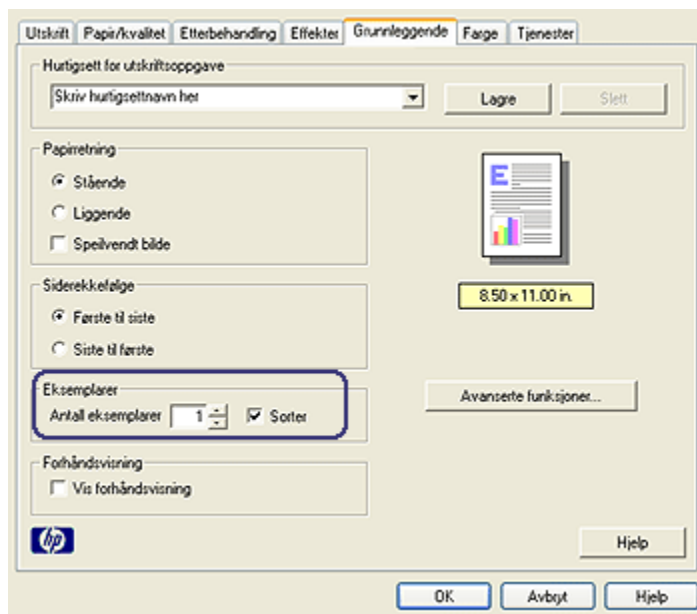 Utskrift Papir/kvalitet Etterbehandling Effekter Grunnleggende Farge Tjenester
Hurtigsett for utskriftsoppgave
Skriv hurtigsettnavn her Lagre Slett
Papirretning
Stående
Liggende
Speilvendt bilde
E
8.50 x 11.00 in.
Siderekkefølge
Første til siste
Siste til første
Eksemplarer
Antall eksemplarer 1 Sorter
Avanserte funksjoner...
Forhåndsvisning
Vis forhåndsvisning
hp Hjelp
OK Avbryt Hjelp